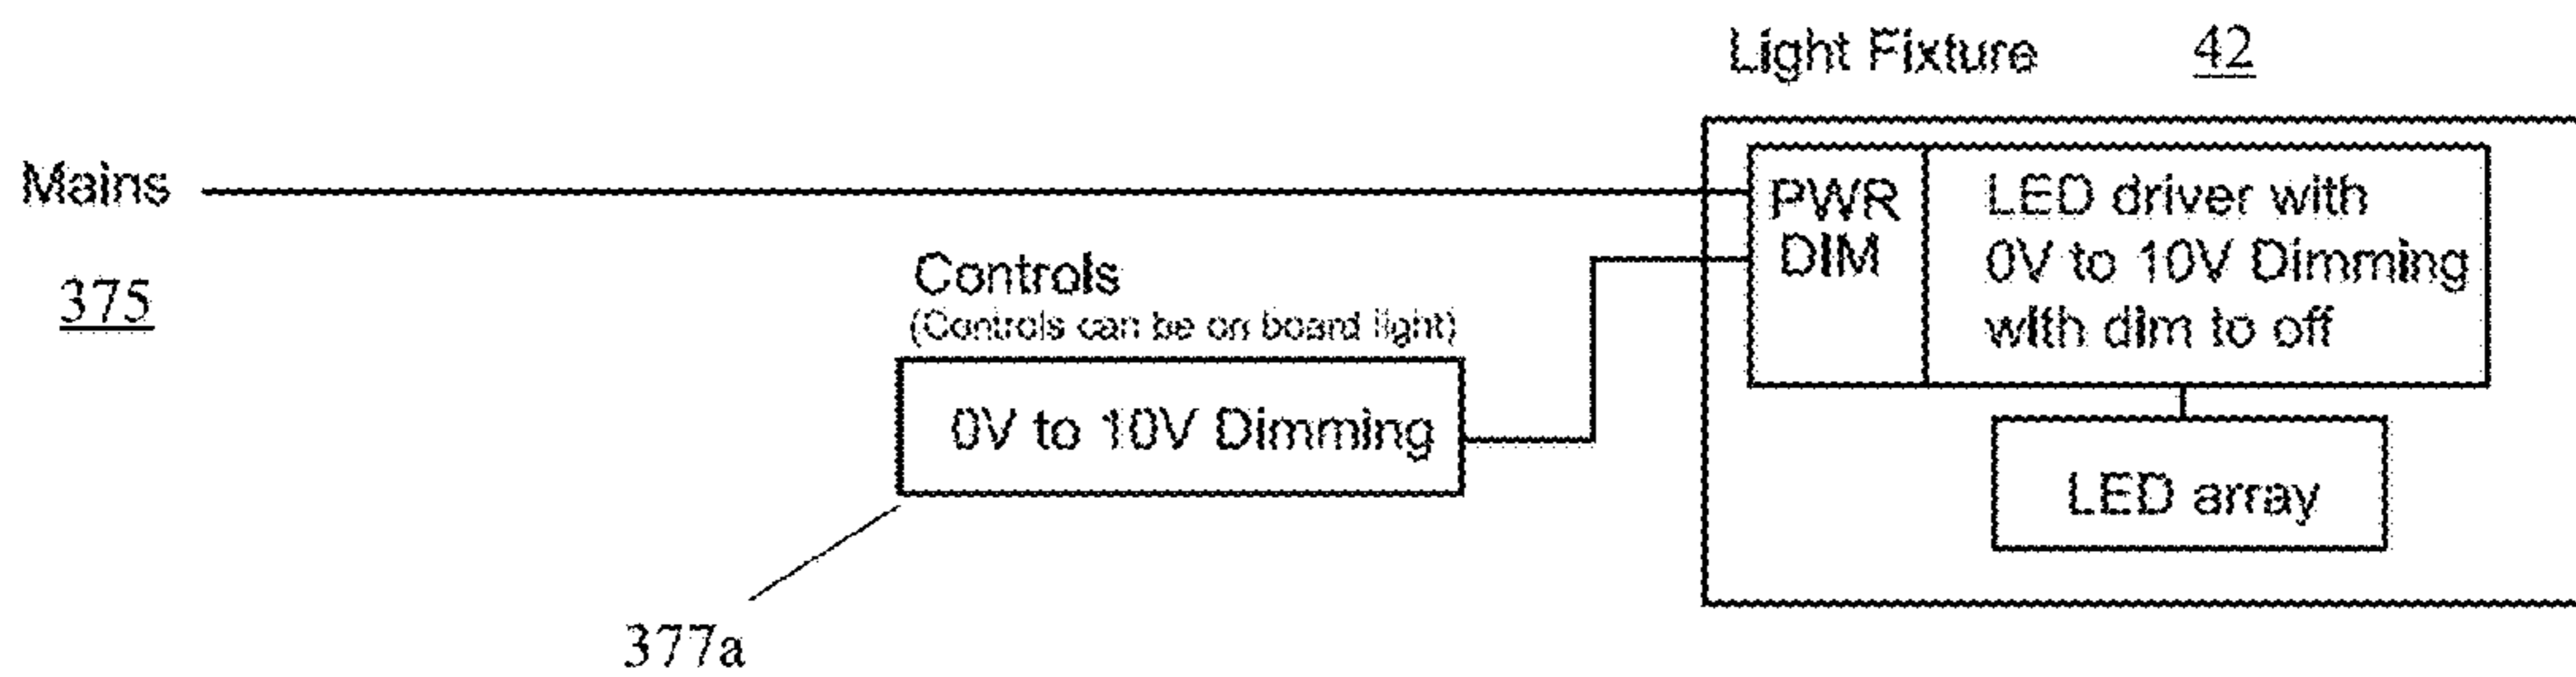 Light Fixture 42
Mains
375
PWR
DIM
LED driver with
0V to 10V Dimming
with dim to off
Controls
(Controls can be on board light)
0V to 10V Dimming
LED array
377a